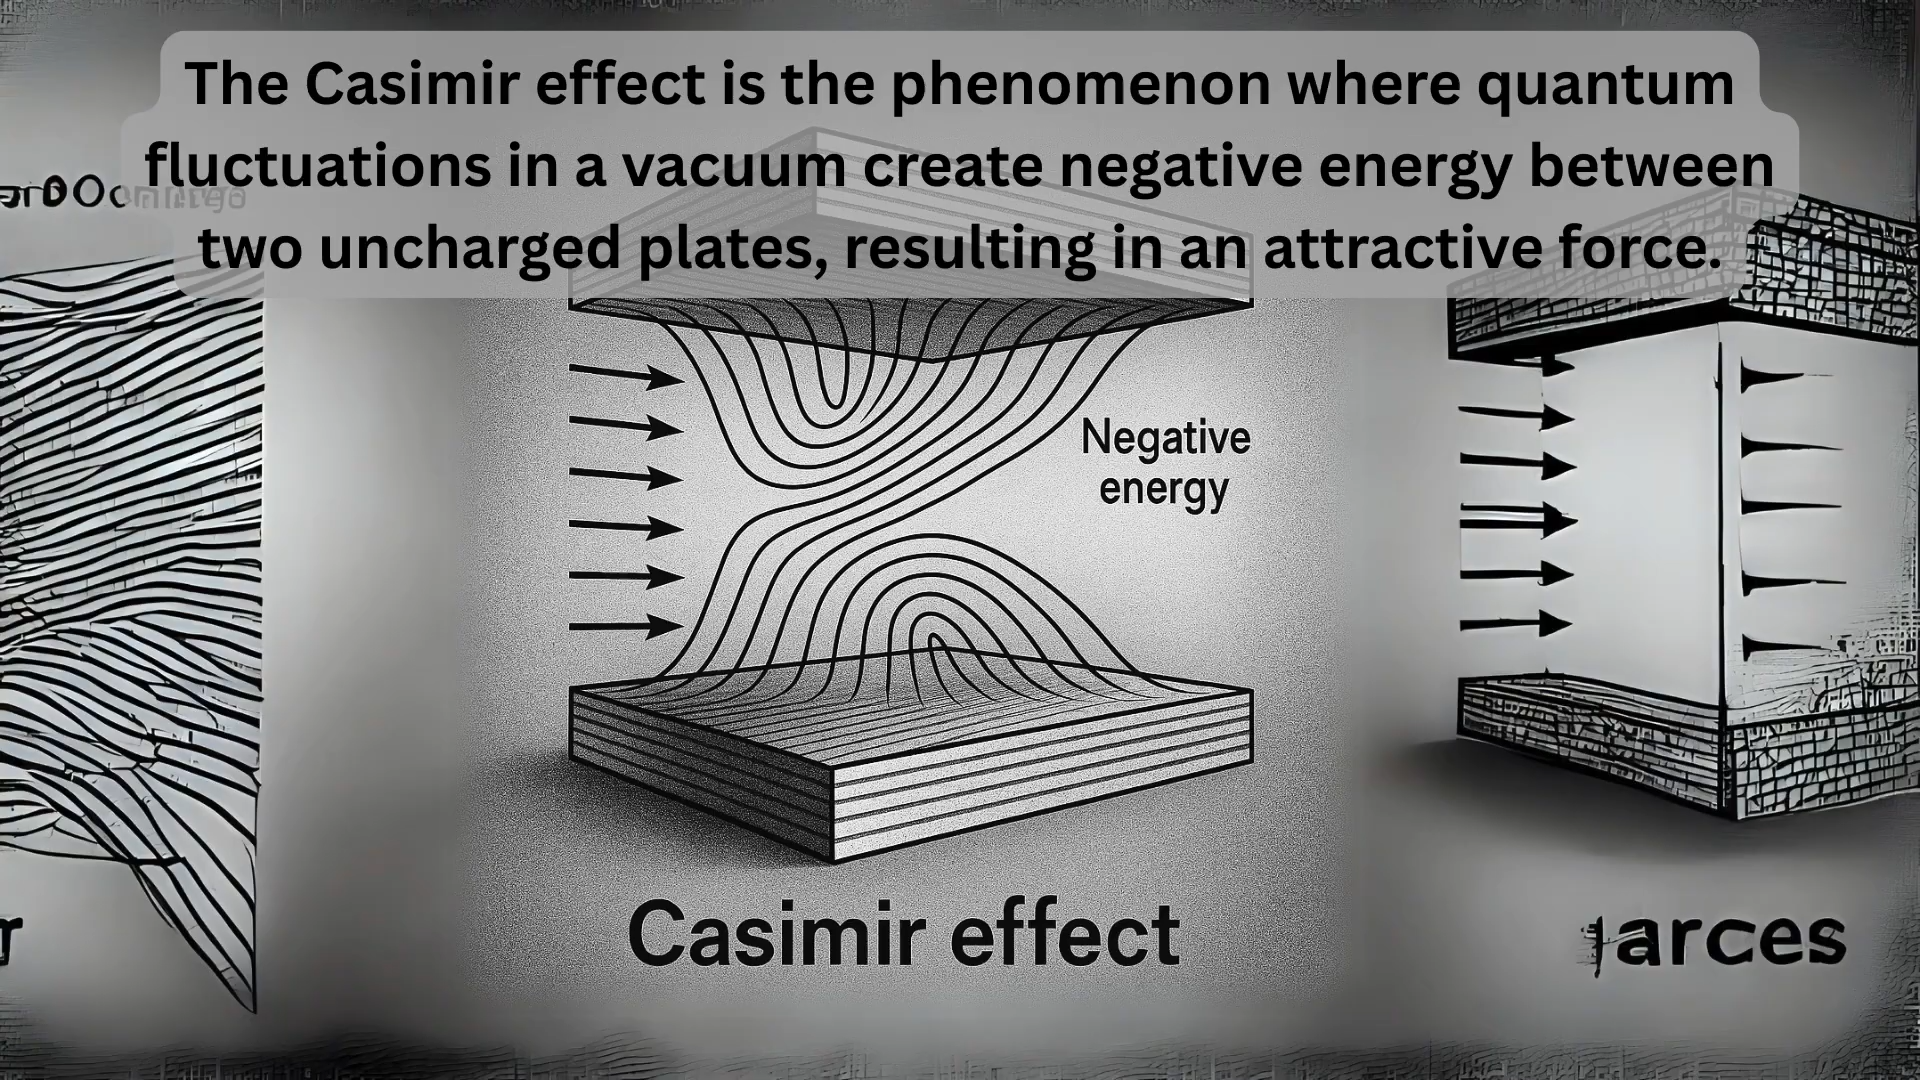 The Casimir effect is the phenomenon where quantum
fluctuations in a vacuum create negative energy between
two uncharged plates, resulting in an attractive force.
Negative
energy
Casimir effect